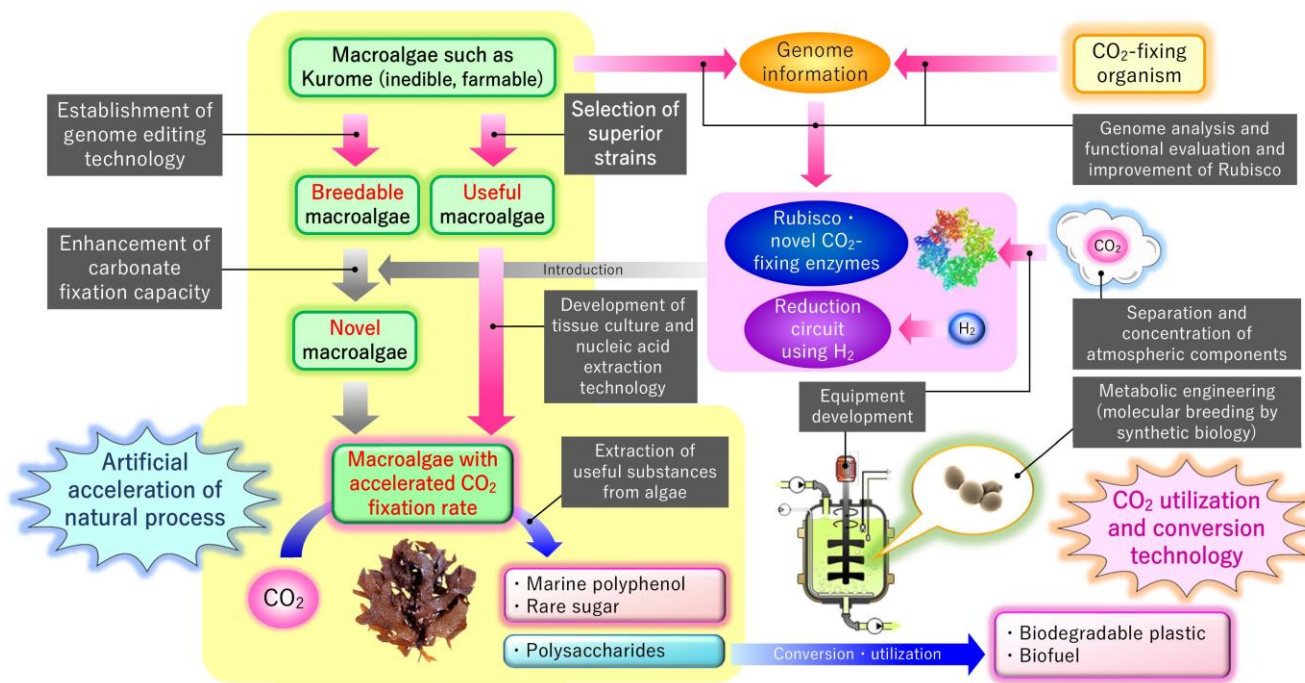 Macroalgae such as
Kurome (inedible, farmable)
Genome
information
CO₂-fixing
organism
Establishment of
genome editing
technology
Selection of
superior
strains
Genome analysis and
functional evaluation and
improvement of Rubisco
Breedable
macroalgae
Useful
macroalgae
Rubisco・
novel CO₂-
fixing enzymes
CO₂
Enhancement of
carbonate
fixation capacity
Introduction
Novel
macroalgae
Development of
tissue culture and
nucleic acid
extraction
technology
Reduction
circuit
using H₂
H₂
Separation and
concentration of
atmospheric components
Equipment
development
Metabolic engineering
(molecular breeding by
synthetic biology)
Artificial
acceleration of
natural process
Macroalgae with
accelerated CO₂
fixation rate
Extraction of
useful substances
from algae
CO₂ utilization
and conversion
technology
CO₂
・Marine polyphenol
・Rare sugar
・Polysaccharides
Conversion・utilization
・Biodegradable plastic
・Biofuel